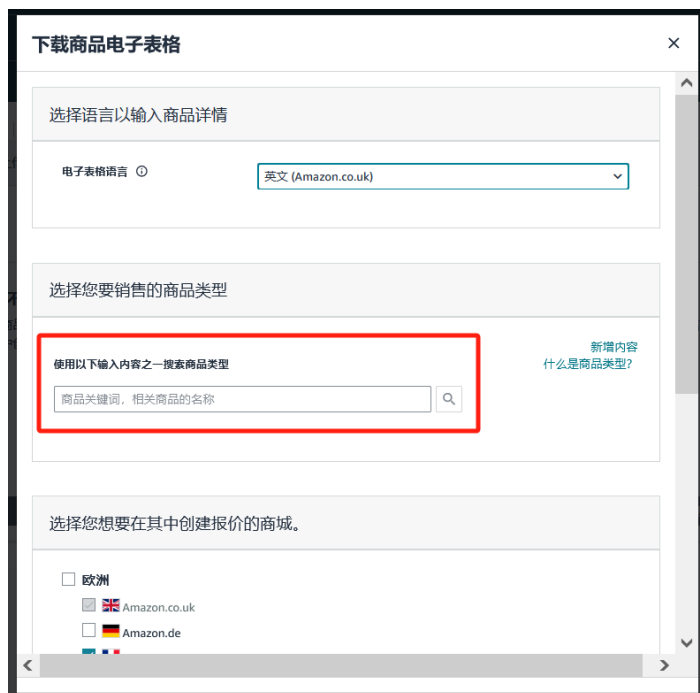 下载商品电子表格
选择语言以输入商品详情
电子表格语言
英文 (Amazon.co.uk)
选择您要销售的商品类型
新增内容
使用以下输入内容之一搜索商品类型
什么是商品类型?
商品关键词，相关商品的名称
选择您想要在其中创建报价的商城。
欧洲
Amazon.co.uk
Amazon.de